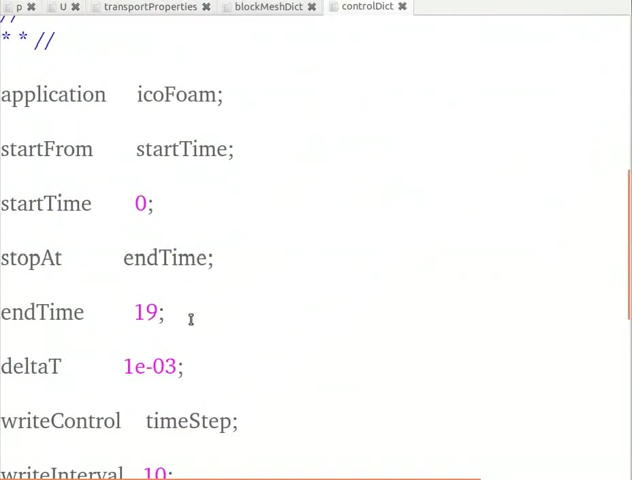 p U transportProperties blockMeshDict controlDict
//
* * //
application icoFoam;
startFrom startTime;
startTime 0;
stopAt endTime;
endTime 19;
deltaT 1e-03;
writeControl timeStep;
writeInterval 10;